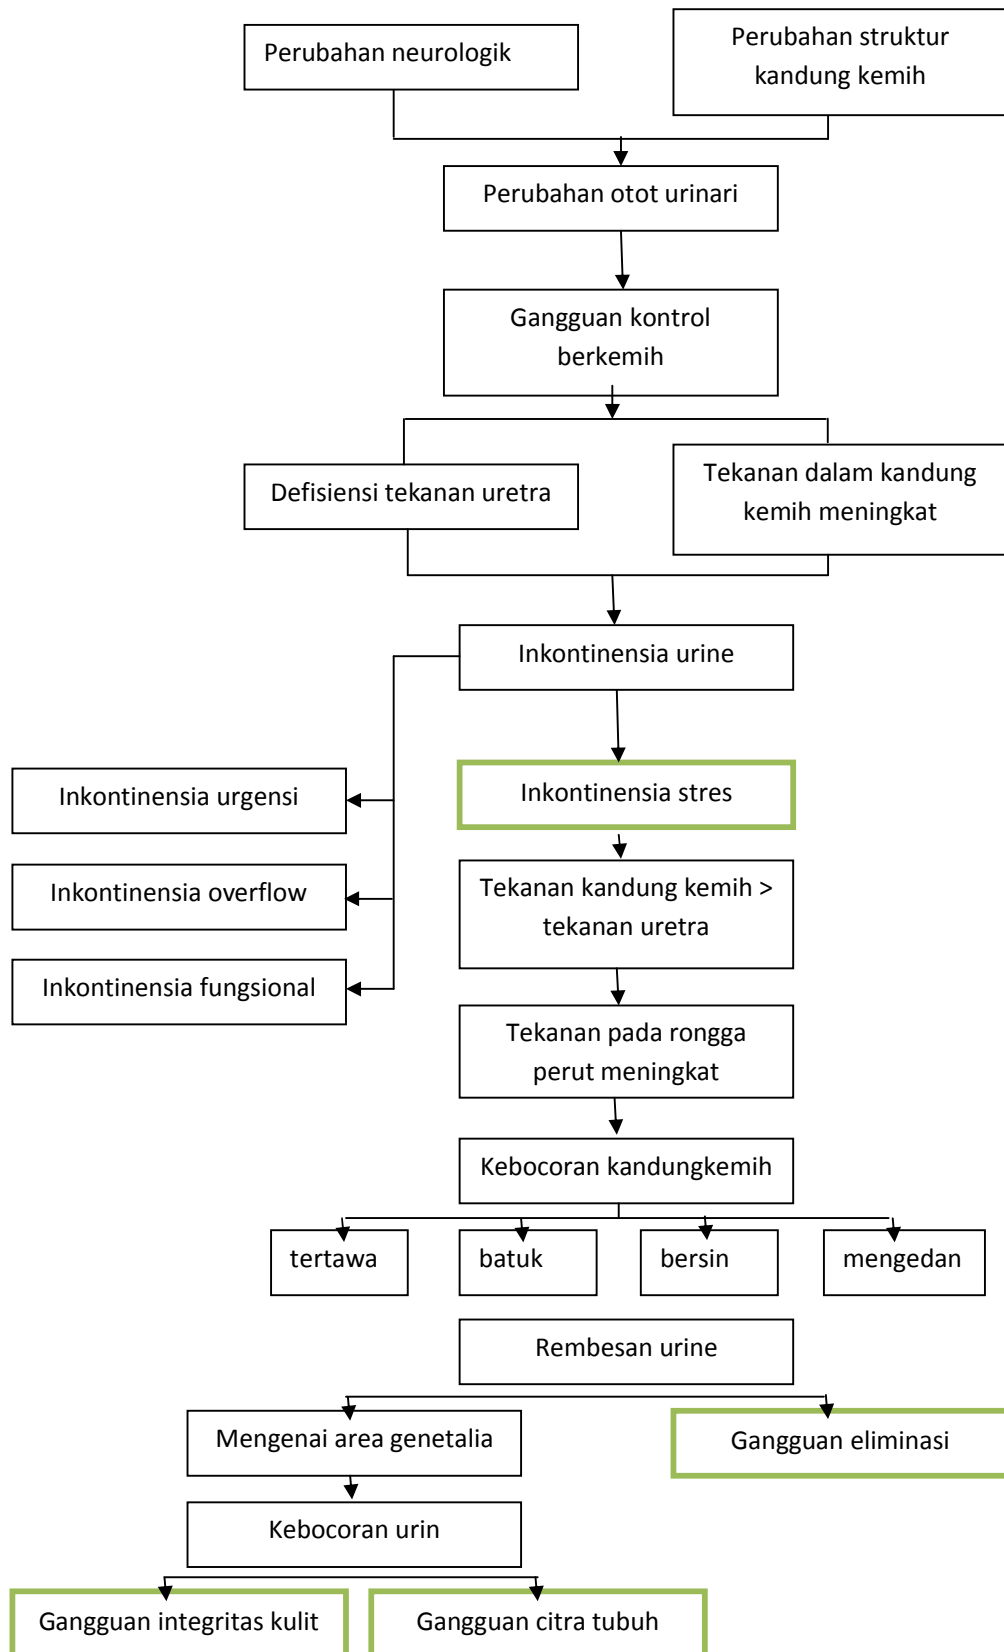 Perubahan neurologik
Perubahan struktur
kandung kemih
Perubahan otot urinari
Gangguan kontrol
berkemih
Defisiensi tekanan uretra
Tekanan dalam kandung
kemih meningkat
Inkontinensia urine
Inkontinensia urgensi
Inkontinensia stres
Inkontinensia overflow
Tekanan kandung kemih >
tekanan uretra
Inkontinensia fungsional
Tekanan pada rongga
perut meningkat
Kebocoran kandungkemih
tertawa
batuk
bersin
mengedan
Rembesan urine
Mengenai area genetalia
Gangguan eliminasi
Kebocoran urin
Gangguan integritas kulit
Gangguan citra tubuh